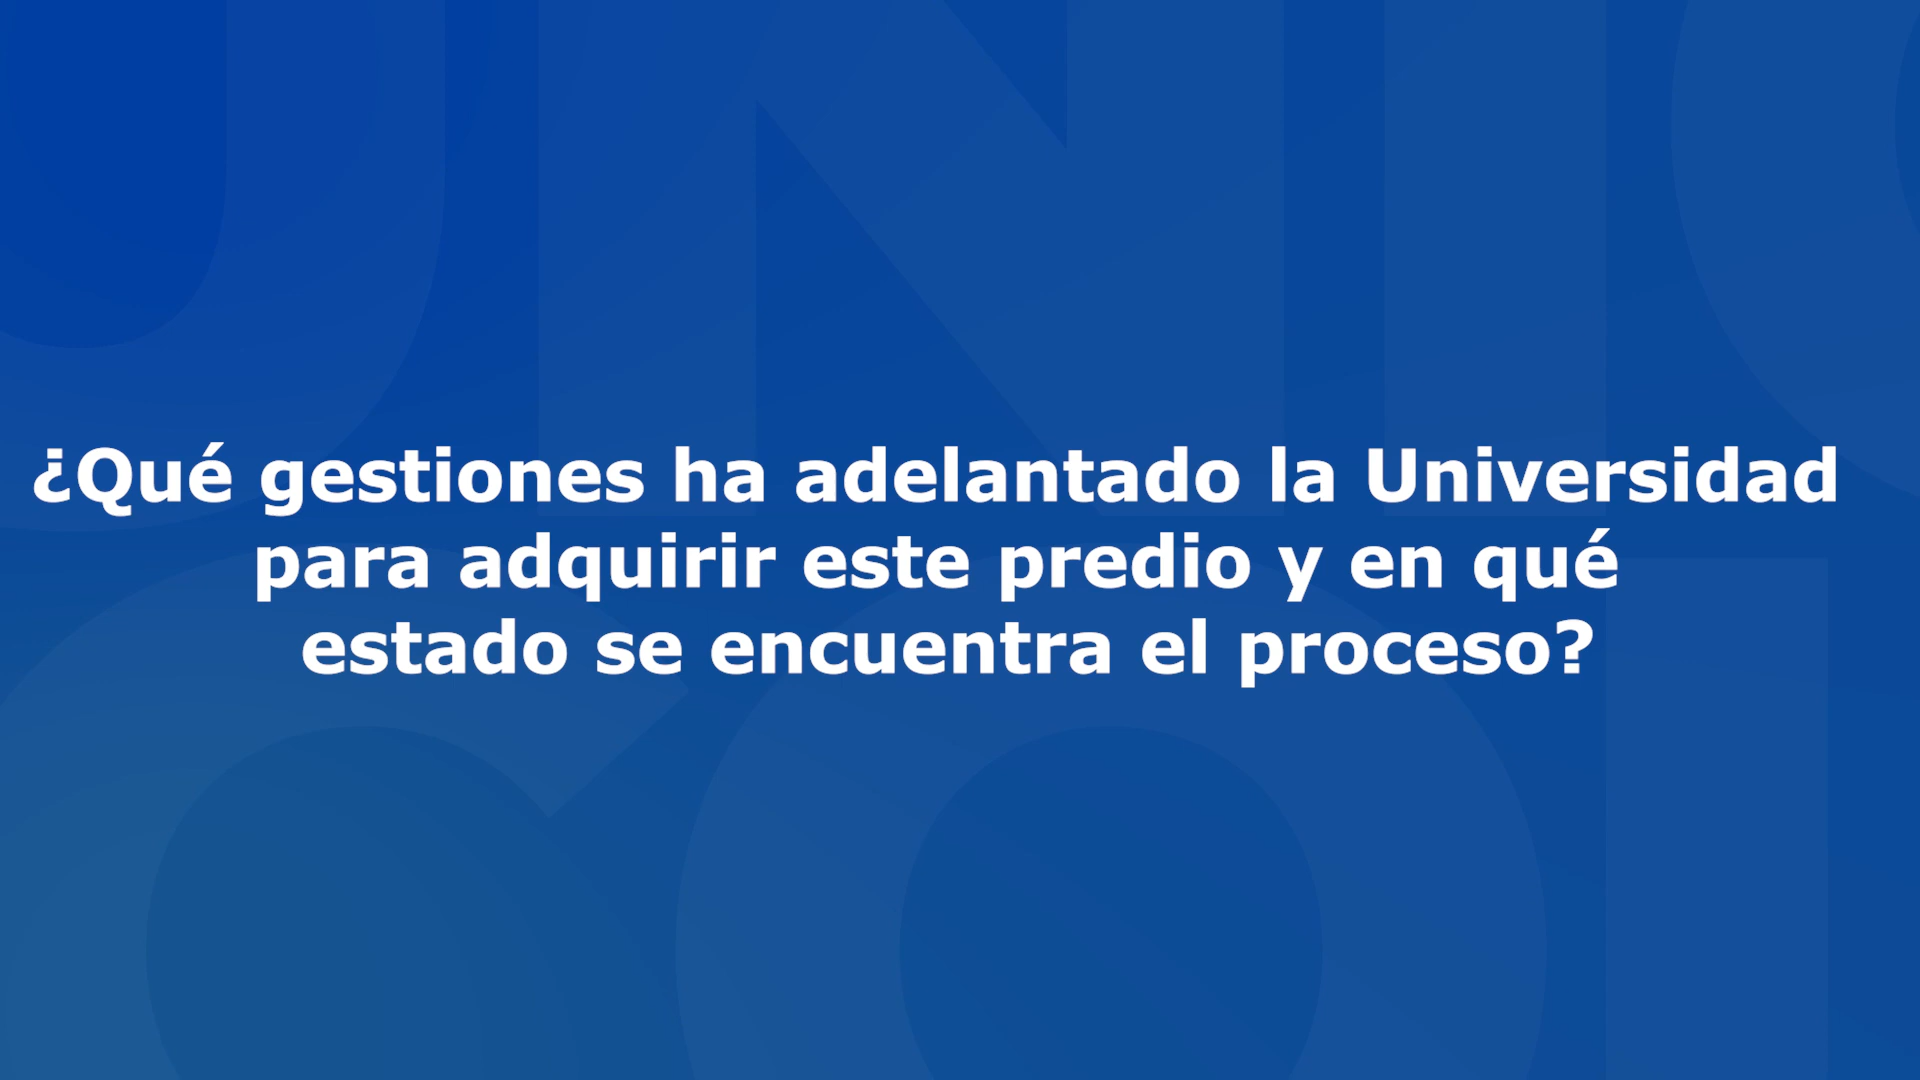 ¿Qué gestiones ha adelantado la Universidad
para adquirir este predio y en qué
estado se encuentra el proceso?